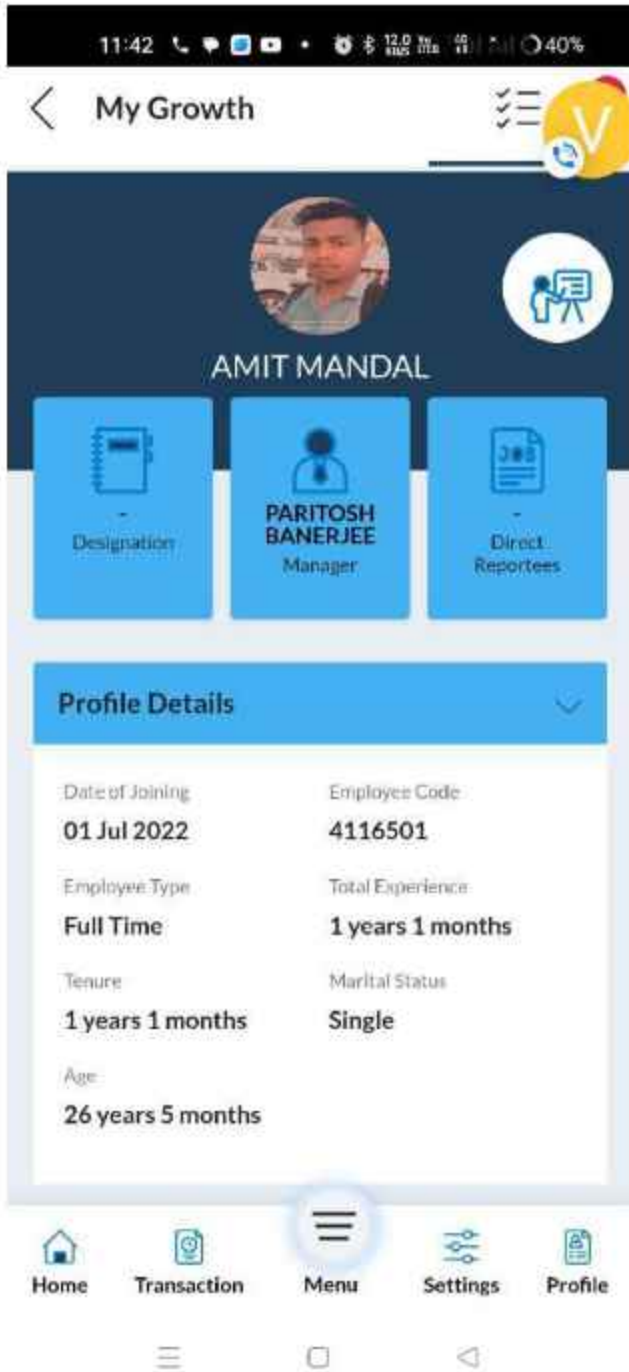 11:42
40%
My Growth
V
AMIT MANDAL
-
Designation
PARITOSH
BANERJEE
Manager
JOB
-
Direct
Reportees
Profile Details
Date of Joining
Employee Code
01 Jul 2022
4116501
Employee Type
Total Experience
Full Time
1 years 1 months
Tenure
Marital Status
1 years 1 months
Single
Age
26 years 5 months
Home
Transaction
Menu
Settings
Profile